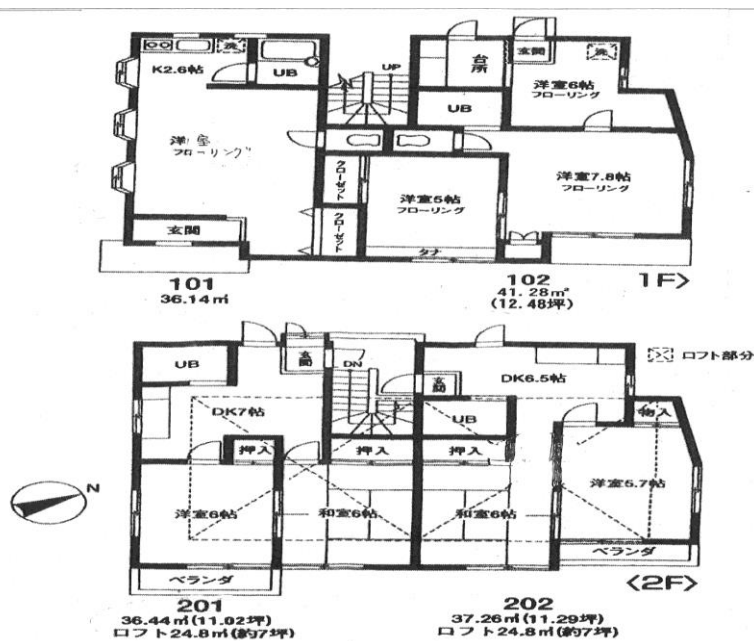 K2.6帖
洗
UB
UP
台所
玄関
洗
洋室6帖
フローリング
UB
洋 室
フローリング
クローゼット
クローゼット
洋室5帖
フローリング
洋室7.8帖
フローリング
玄関
タナ
101
36.14㎡
102
41.28㎡
(12.48坪)
1F>
UB
玄関
DN
玄関
DK6.5帖
ロフト部分
DK7帖
UB
物入
押入
押入
押入
洋室6帖
和室6帖
和室6帖
洋室5.7帖
N
ベランダ
ベランダ
201
36.44㎡(11.02坪)
ロフト24.8㎡(約7坪)
202
37.26㎡(11.29坪)
ロフト24.8㎡(約7坪)
<2F>